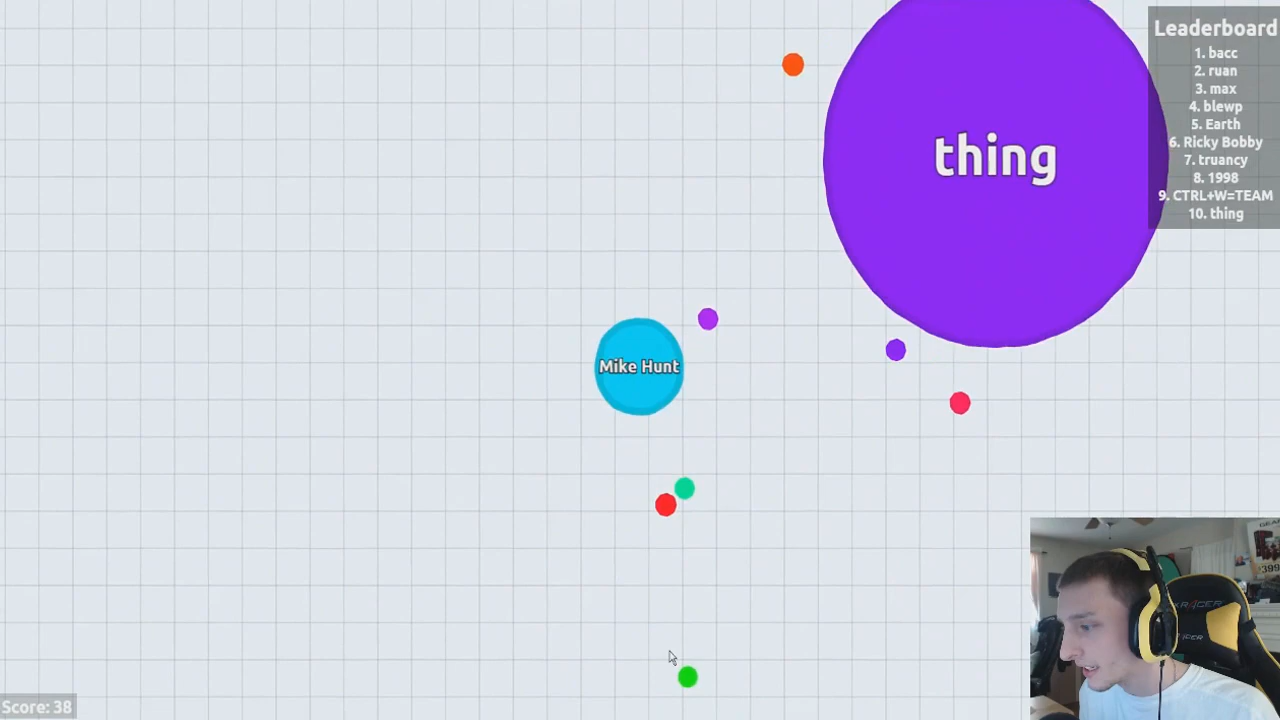 Leaderboard
1. bacc
2. ruan
3. max
4. blewp
5. Earth
6. Ricky Bobby
7. truancy
8. 1998
9. CTRL+W=TEAM
10. thing
thing
Mike Hunt
Score: 38